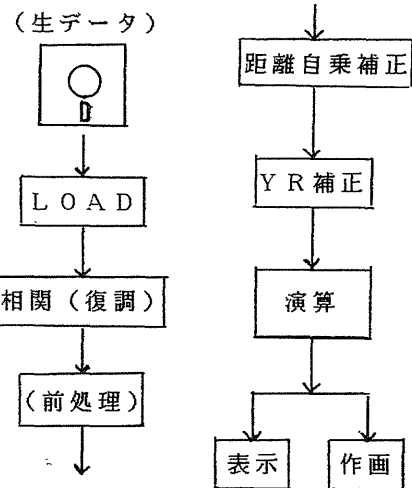 (生データ)
LOAD
相関(復調)
(前処理)
距離自乗補正
YR補正
演算
表示
作画